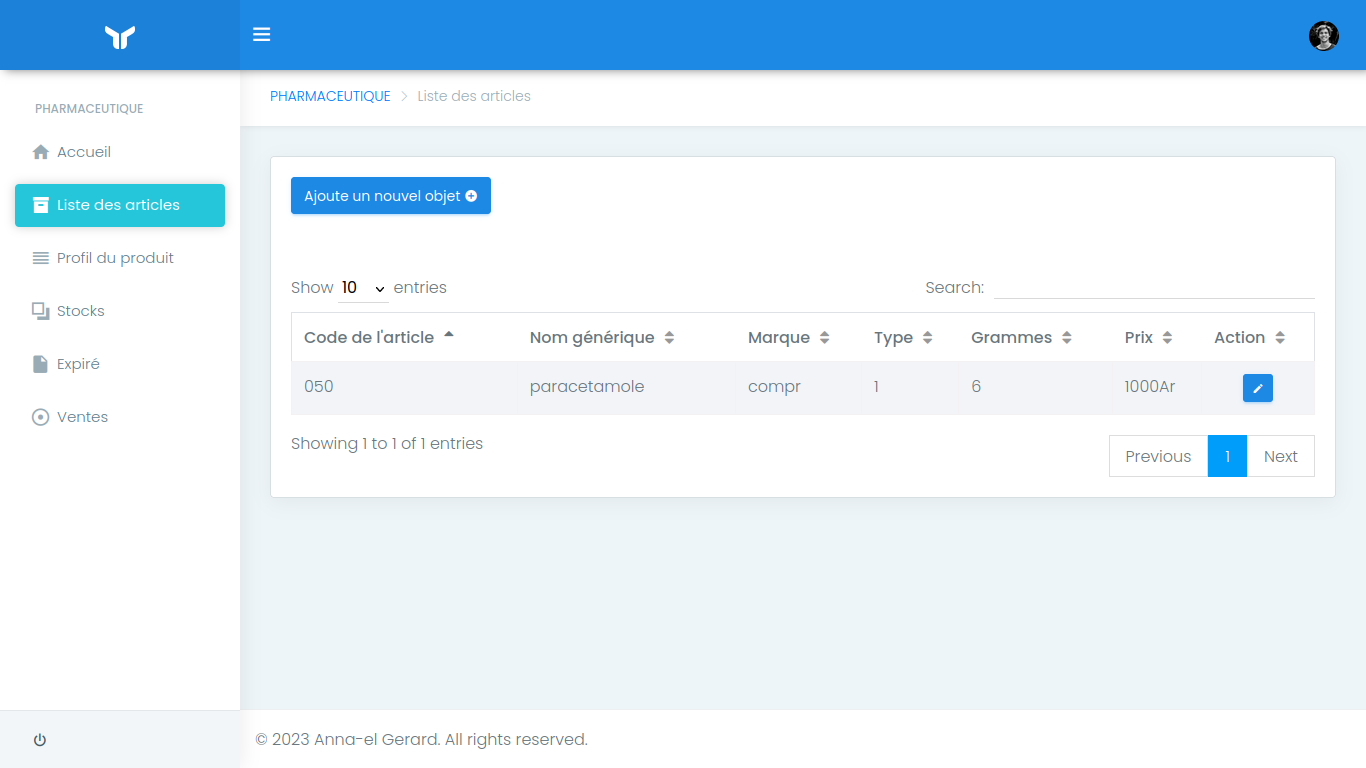 PHARMACEUTIQUE
Accueil
Liste des articles
Profil du produit
Stocks
Expiré
Ventes
PHARMACEUTIQUE Liste des articles
Ajoute un nouvel objet
Show 10 entries Search:
Code de l'article Nom générique Marque Type Grammes Prix Action
050 paracetamole compr 1 6 1000Ar
Showing 1 to 1 of 1 entries Previous 1 Next
© 2023 Anna-el Gerard. All rights reserved.